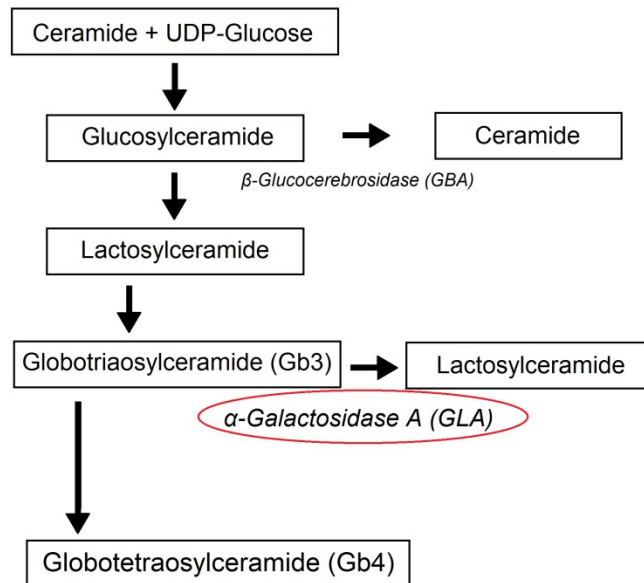 Ceramide + UDP-Glucose
Glucosylceramide
Ceramide
β-Glucocerebrosidase (GBA)
Lactosylceramide
Globotriaosylceramide (Gb3)
Lactosylceramide
α-Galactosidase A (GLA)
Globotetraosylceramide (Gb4)